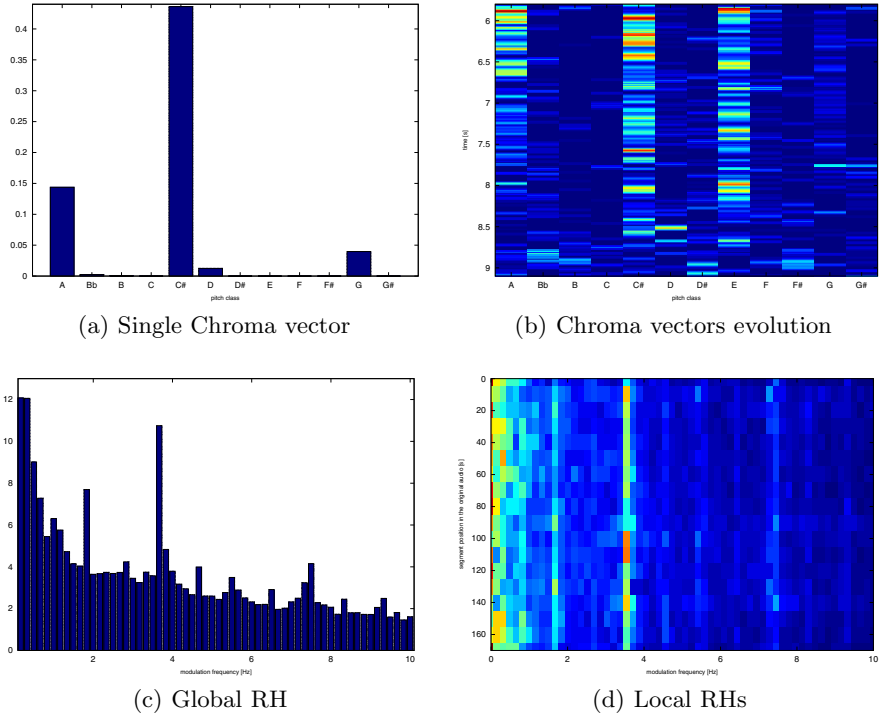 0.4
0.35
0.3
0.25
0.2
0.15
0.1
0.05
0
A Bb B C C# D D# E F F# G G#
pitch class
(a) Single Chroma vector
6
6.5
7
7.5
8
8.5
9
time [s]
A Bb B C C# D D# E F F# G G#
pitch class
(b) Chroma vectors evolution
12
10
8
6
4
2
0
2 4 6 8 10
modulation frequency [Hz]
(c) Global RH
0
20
40
60
80
100
120
140
160
segment position in the original audio [s]
0 2 4 6 8 10
modulation frequency [Hz]
(d) Local RHs